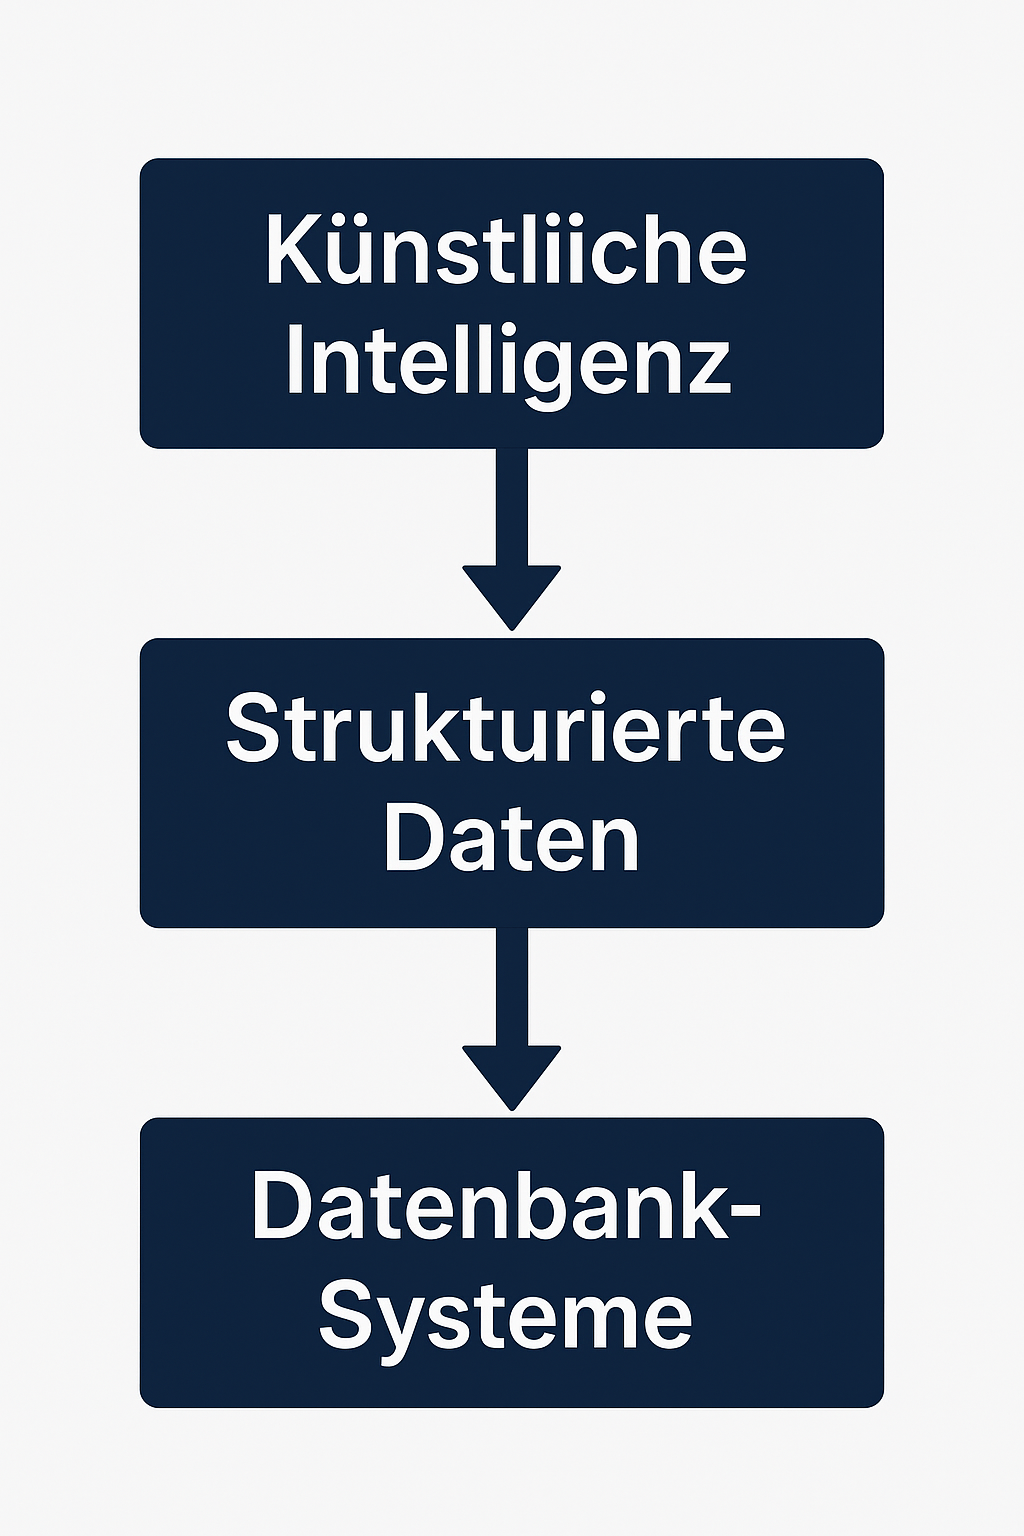 Künstliiche
Intelligenz
Strukturierte
Daten
Datenbank-
Systeme